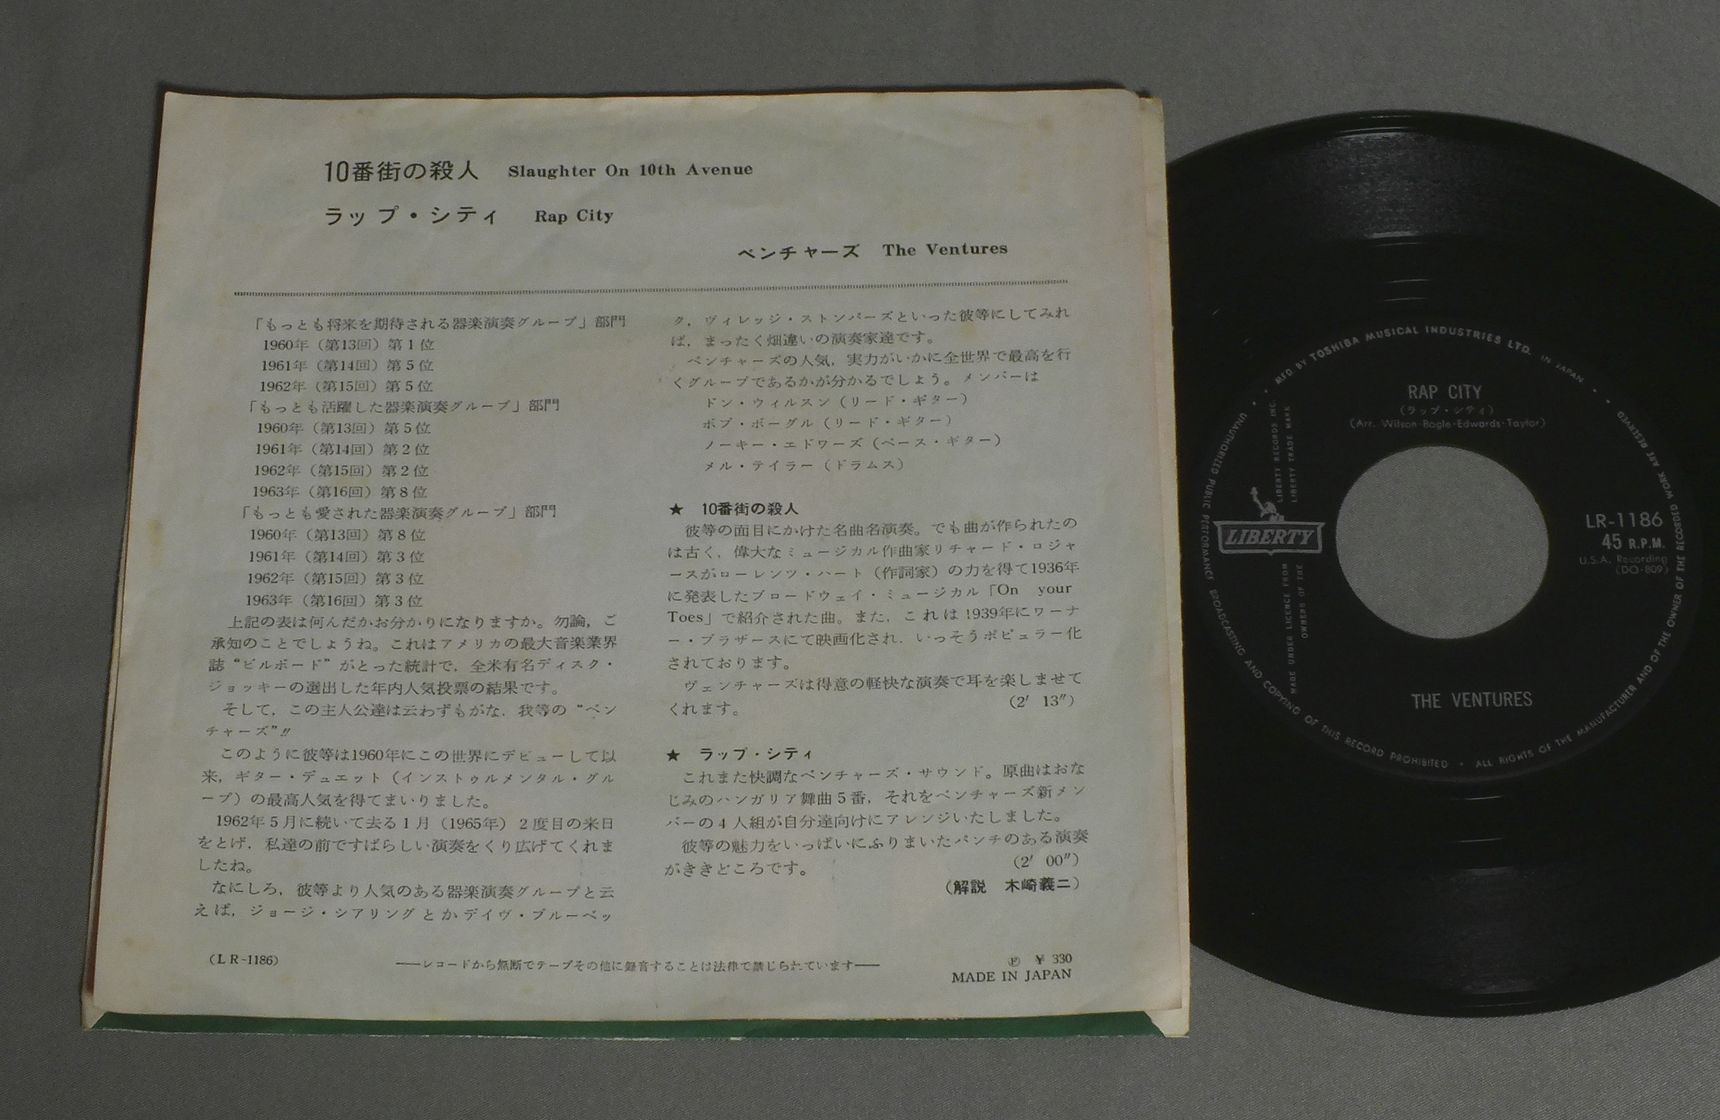 10番街の殺人 Slaughter On 10th Avenue
ラップ・シティ Rap City
ベンチャーズ The Ventures
「もっとも将来を期待される器楽演奏グループ」部門
1960年（第13回）第1位
1961年（第14回）第5位
1962年（第15回）第5位
「もっとも活躍した器楽演奏グループ」部門
1960年（第13回）第5位
1961年（第14回）第2位
1962年（第15回）第2位
1963年（第16回）第8位
「もっとも愛された器楽演奏グループ」部門
1960年（第13回）第8位
1961年（第14回）第3位
1962年（第15回）第3位
1963年（第16回）第3位
上記の表は何んだかお分かりになりますか。勿論，ご
承知のことでしょうね。これはアメリカの最大音楽業界
誌“ビルボード”がとった統計で，全米有名ディスク・
ジョッキーの選出した年内人気投票の結果です。
そして，この主人公達は云わずもがな，我等の“ベン
チャーズ”!!
このように彼等は1960年にこの世界にデビューして以
来，ギター・デュエット（インストゥルメンタル・グル
ープ）の最高人気を得てまいりました。
1962年5月に続いて去る1月（1965年）2度目の来日
をとげ，私達の前ですばらしい演奏をくり広げてくれま
したね。
なにしろ，彼等より人気のある器楽演奏グループと云
えば，ジョージ・シアリングとかデイヴ・ブルーベッ
ク，ヴィレッジ・ストンパーズといった彼等にしてみれ
ば，まったく畑違いの演奏家達です。
ベンチャーズの人気，実力がいかに全世界で最高を行
くグループであるかが分かるでしょう。メンバーは
ドン・ウィルスン（リード・ギター）
ボブ・ボーグル（リード・ギター）
ノーキー・エドワーズ（ベース・ギター）
メル・テイラー（ドラムス）
★ 10番街の殺人
彼等の面目にかけた名曲名演奏。でも曲が作られたの
は古く，偉大なミュージカル作曲家リチャード・ロジャ
ースがローレンツ・ハート（作詞家）の力を得て1936年
に発表したブロードウェイ・ミュージカル「On your
Toes」で紹介された曲。また，これは1939年にワーナ
ー・ブラザースにて映画化され，いっそうポピュラー化
されております。
ヴェンチャーズは得意の軽快な演奏で耳を楽しませて
くれます。 （2′ 13″）
★ ラップ・シティ
これまた快調なベンチャーズ・サウンド。原曲はおな
じみのハンガリア舞曲5番，それをベンチャーズ新メン
バーの4人組が自分達向けにアレンジいたしました。
彼等の魅力をいっぱいにふりまいたパンチのある演奏
がききどころです。 （2′ 00″）
（解説 木崎義二）
(LR-1186)
——レコードから無断でテープその他に録音することは法律で禁じられています——
Ⓟ ¥ 330
MADE IN JAPAN
MFD BY TOSHIBA MUSICAL INDUSTRIES LTD. IN JAPAN
RAP CITY
(ラップ・シティ)
(Arr. Wilson-Bogle-Edwards-Taylor)
LIBERTY RECORDS INC.
LIBERTY TRADE MARK
LIBERTY
MADE UNDER LICENCE FROM
OWNERS OF THE
LR-1186
45 R.P.M.
U.S.A. Recording
(DO-809)
THE VENTURES
UNAUTHORIZED PUBLIC PERFORMANCE BROADCASTING AND COPYING OF THIS RECORD PROHIBITED • ALL RIGHTS OF THE MANUFACTURER AND OF THE OWNER OF THE RECORDED WORK ARE RESERVED